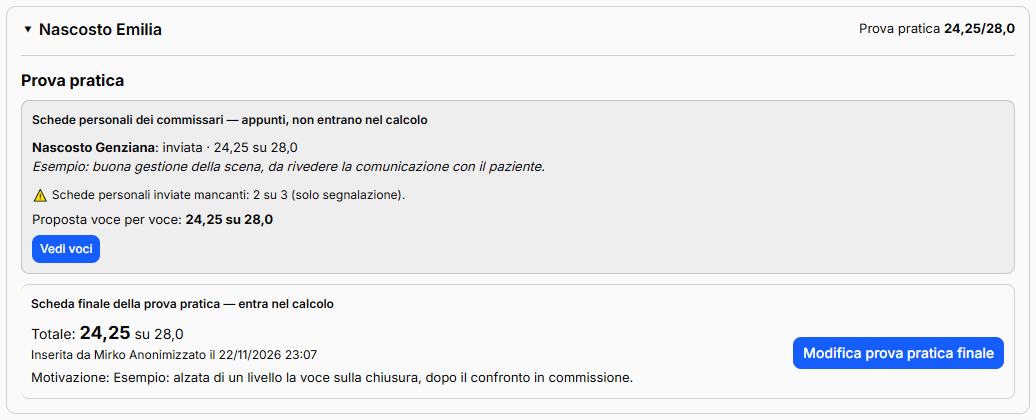 ▼ Nascosto Emilia
Prova pratica 24,25/28,0
Prova pratica
Schede personali dei commissari — appunti, non entrano nel calcolo
Nascosto Genziana: inviata · 24,25 su 28,0
Esempio: buona gestione della scena, da rivedere la comunicazione con il paziente.
⚠ Schede personali inviate mancanti: 2 su 3 (solo segnalazione).
Proposta voce per voce: 24,25 su 28,0
Vedi voci
Scheda finale della prova pratica — entra nel calcolo
Totale: 24,25 su 28,0
Inserita da Mirko Anonimizzato il 22/11/2026 23:07
Modifica prova pratica finale
Motivazione: Esempio: alzata di un livello la voce sulla chiusura, dopo il confronto in commissione.